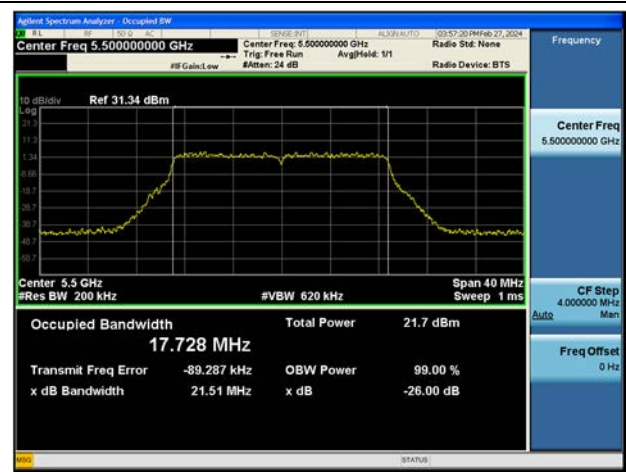 Agilent Spectrum Analyzer - Occupied BW
RL RF 50 Ω AC SENSE:INT ALIGN AUTO 03:57:20 PM Feb 27, 2024
Center Freq 5.500000000 GHz Center Freq: 5.500000000 GHz Radio Std: None Frequency
Trig: Free Run Avg|Hold: 1/1
#IFGain:Low #Atten: 24 dB Radio Device: BTS
10 dB/div Ref 31.34 dBm
Log
21.3
11.3
1.34
-8.66
-18.7
-28.7
-38.7
-48.7
-58.7
Center Freq
5.500000000 GHz
Center 5.5 GHz Span 40 MHz
#Res BW 200 kHz #VBW 620 kHz Sweep 1 ms
CF Step
4.000000 MHz
Auto Man
Occupied Bandwidth Total Power 21.7 dBm
17.728 MHz
Transmit Freq Error -89.287 kHz OBW Power 99.00 %
x dB Bandwidth 21.51 MHz x dB -26.00 dB
Freq Offset
0 Hz
MSG STATUS